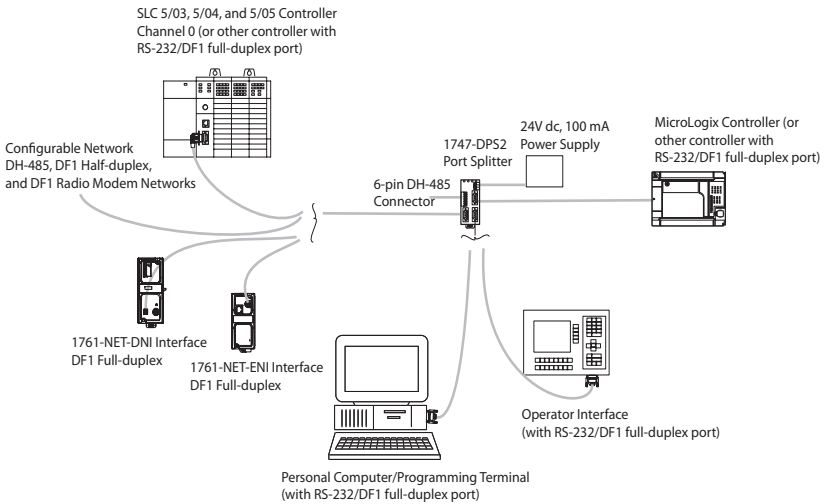 SLC 5/03, 5/04, and 5/05 Controller
Channel 0 (or other controller with
RS-232/DF1 full-duplex port)
Configurable Network
DH-485, DF1 Half-duplex,
and DF1 Radio Modem Networks
1747-DPS2
Port Splitter
24V dc, 100 mA
Power Supply
MicroLogix Controller (or
other controller with
RS-232/DF1 full-duplex port)
6-pin DH-485
Connector
1761-NET-DNI Interface
DF1 Full-duplex
1761-NET-ENI Interface
DF1 Full-duplex
Operator Interface
(with RS-232/DF1 full-duplex port)
Personal Computer/Programming Terminal
(with RS-232/DF1 full-duplex port)